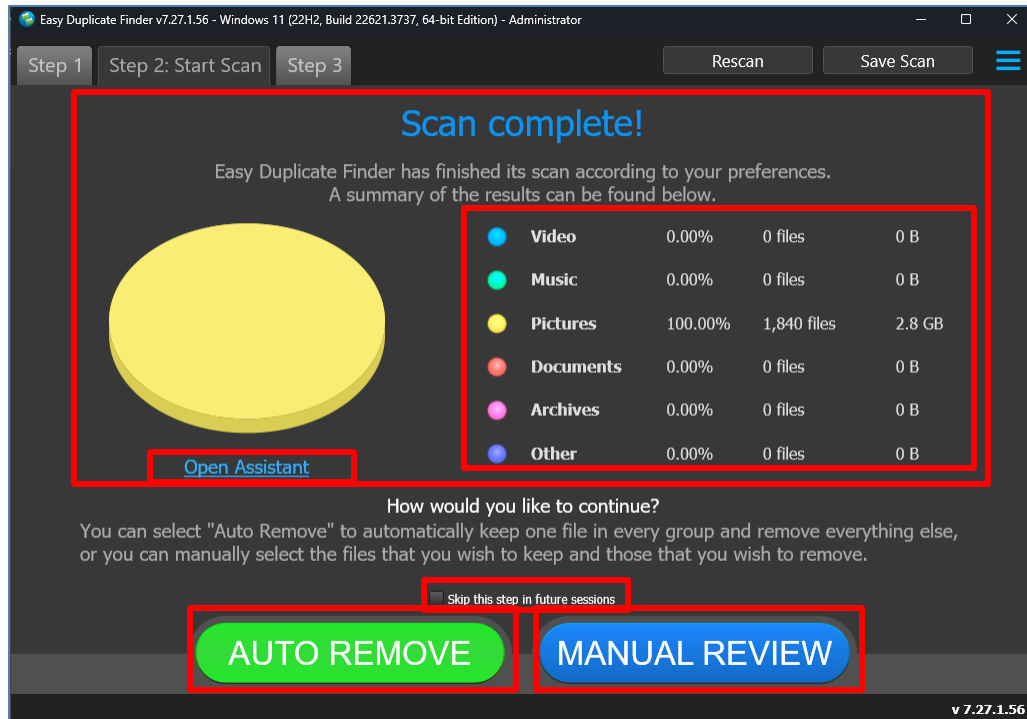 Easy Duplicate Finder v7.27.1.56 - Windows 11 (22H2, Build 22621.3737, 64-bit Edition) - Administrator
Step 1 Step 2: Start Scan Step 3 Rescan Save Scan
Scan complete!
Easy Duplicate Finder has finished its scan according to your preferences.
A summary of the results can be found below.
Video 0.00% 0 files 0 B
Music 0.00% 0 files 0 B
Pictures 100.00% 1,840 files 2.8 GB
Documents 0.00% 0 files 0 B
Archives 0.00% 0 files 0 B
Other 0.00% 0 files 0 B
Open Assistant
How would you like to continue?
You can select "Auto Remove" to automatically keep one file in every group and remove everything else,
or you can manually select the files that you wish to keep and those that you wish to remove.
Skip this step in future sessions
AUTO REMOVE MANUAL REVIEW
v 7.27.1.56